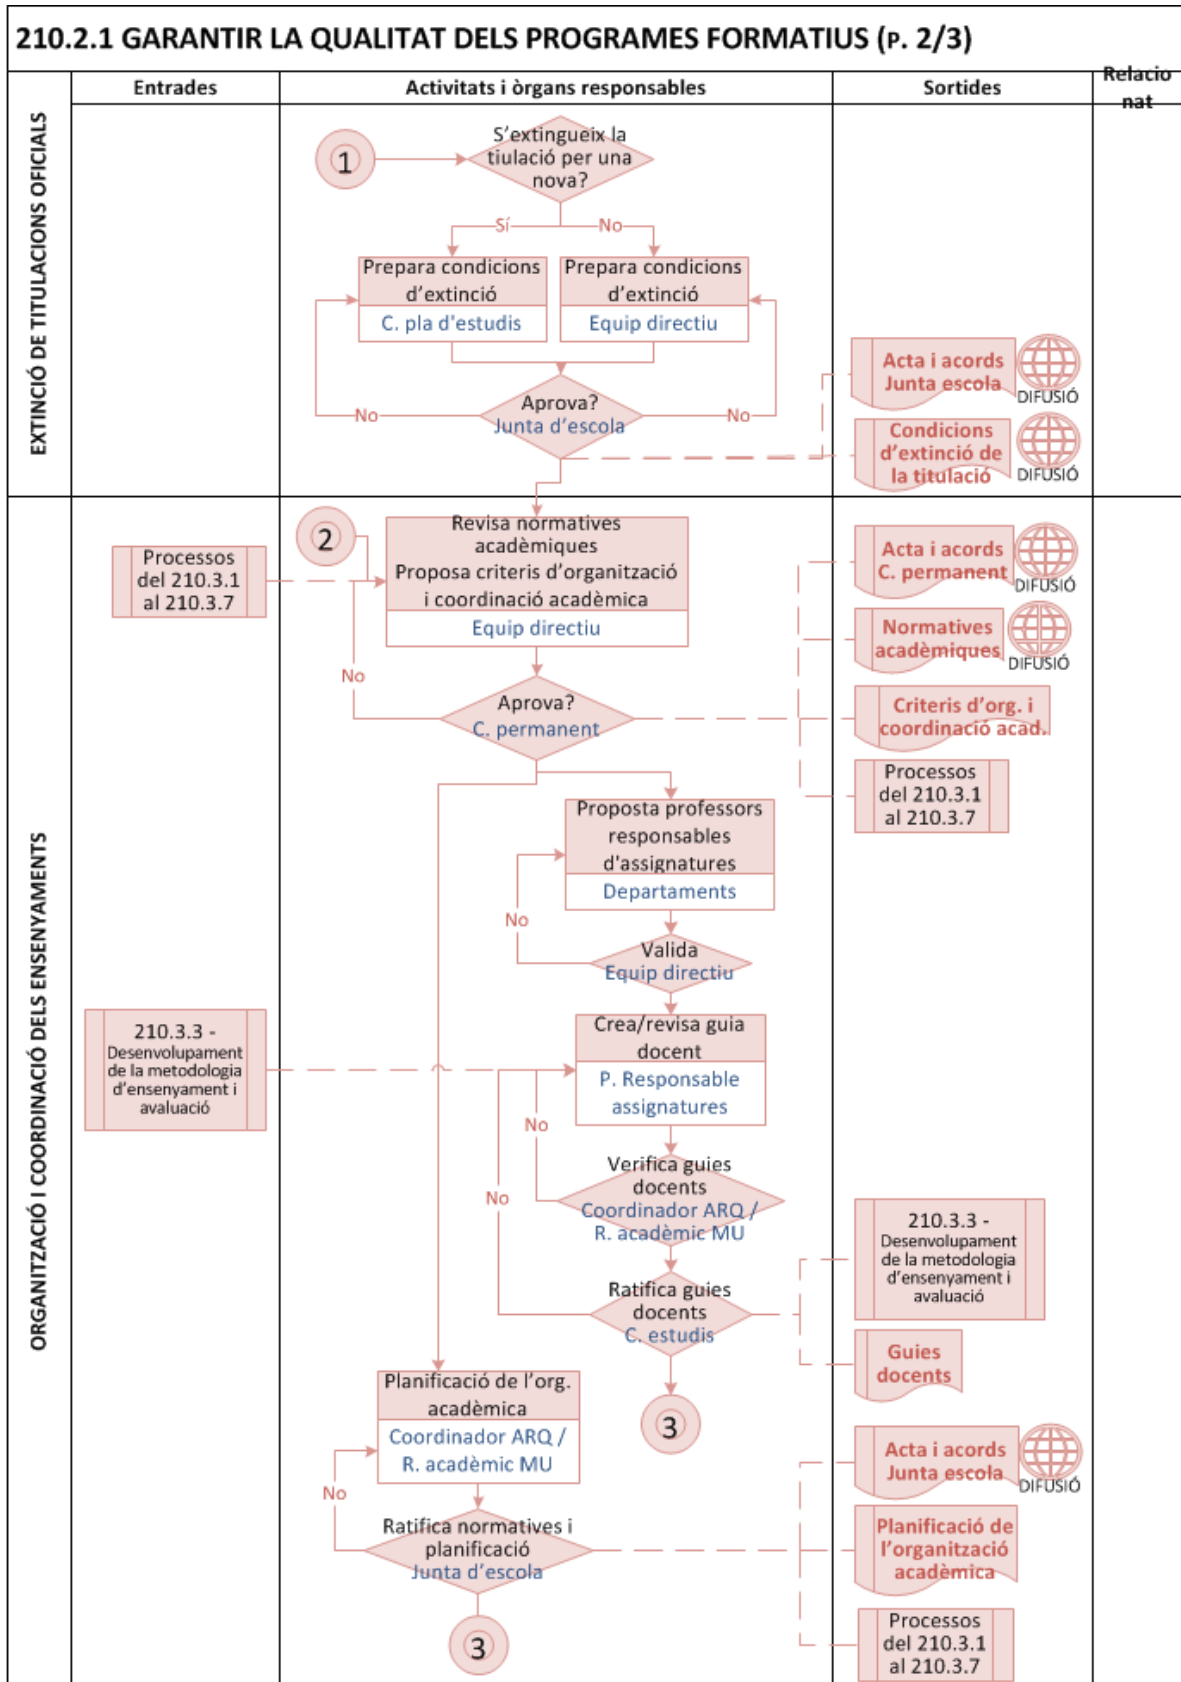 210.2.1 GARANTIR LA QUALITAT DELS PROGRAMES FORMATIUS (P. 2/3)
Entrades
Activitats i òrgans responsables
Sortides
Relacio
nat
EXTINCIÓ DE TITULACIONS OFICIALS
1
S'extingueix la
tiulació per una
nova?
Sí
No
Prepara condicions
d'extinció
C. pla d'estudis
Prepara condicions
d'extinció
Equip directiu
Aprova?
Junta d'escola
No
No
Acta i acords
Junta escola
DIFUSIÓ
Condicions
d'extinció de
la titulació
DIFUSIÓ
ORGANITZACIÓ I COORDINACIÓ DELS ENSENYAMENTS
2
Processos
del 210.3.1
al 210.3.7
Revisa normatives
acadèmiques
Proposa criteris d'organització
i coordinació acadèmica
Equip directiu
No
Aprova?
C. permanent
Acta i acords
C. permanent
DIFUSIÓ
Normatives
acadèmiques
DIFUSIÓ
Criteris d'org. i
coordinació acad.
Processos
del 210.3.1
al 210.3.7
Proposta professors
responsables
d'assignatures
Departaments
No
Valida
Equip directiu
210.3.3 -
Desenvolupament
de la metodologia
d'ensenyament i
avaluació
Crea/revisa guia
docent
P. Responsable
assignatures
No
No
Verifica guies
docents
Coordinador ARQ /
R. acadèmic MU
Ratifica guies
docents
C. estudis
210.3.3 -
Desenvolupament
de la metodologia
d'ensenyament i
avaluació
Guies
docents
3
Planificació de l'org.
acadèmica
Coordinador ARQ /
R. acadèmic MU
No
Ratifica normatives i
planificació
Junta d'escola
3
Acta i acords
Junta escola
DIFUSIÓ
Planificació de
l'organització
acadèmica
Processos
del 210.3.1
al 210.3.7